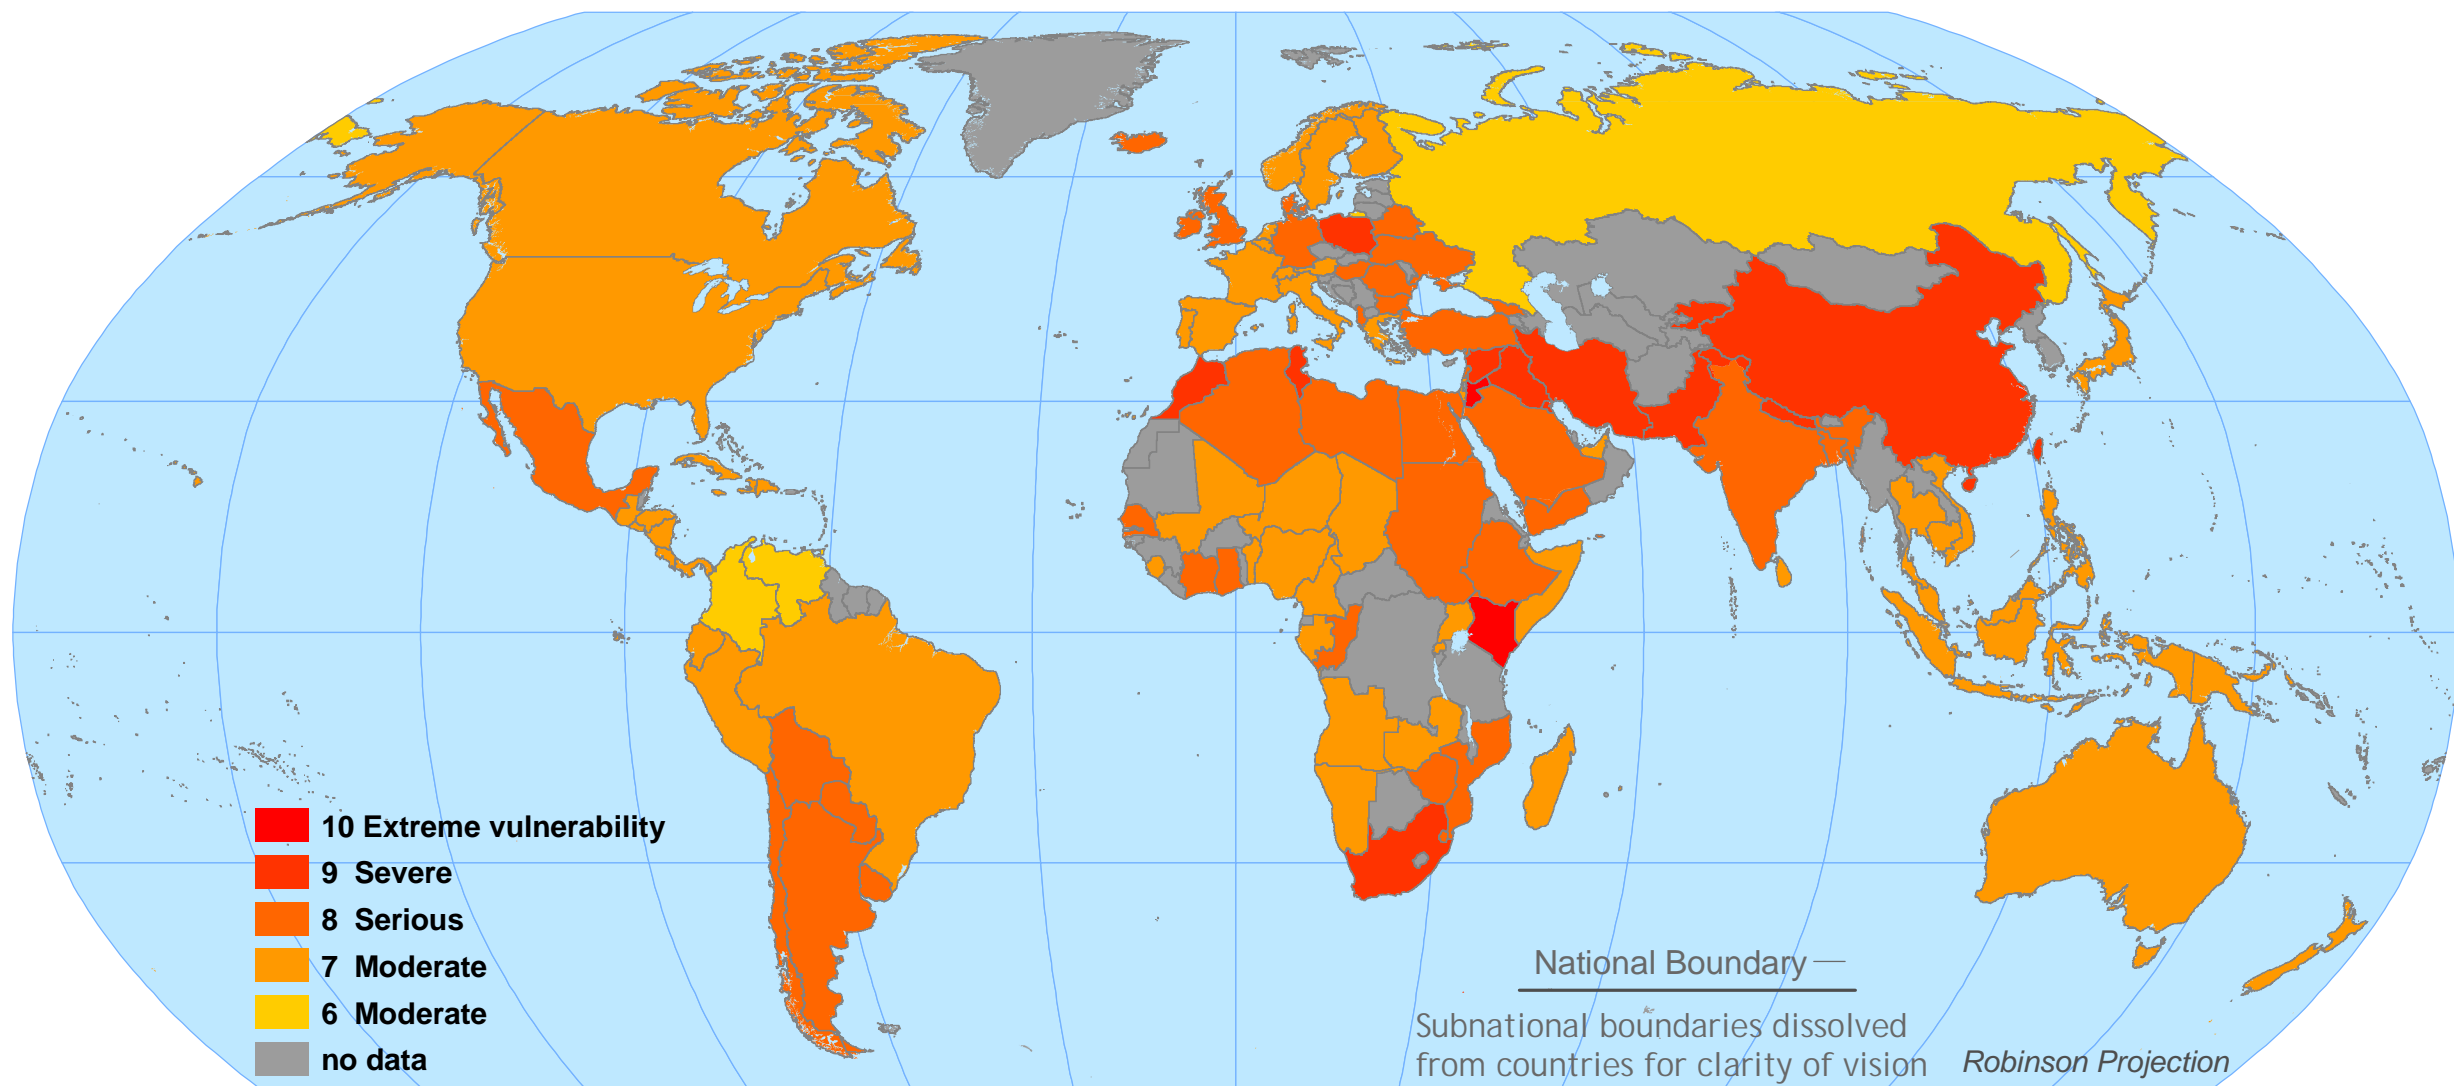 10 Extreme vulnerability
9 Severe
8 Serious
7 Moderate
6 Moderate
no data
National Boundary
Subnational boundaries dissolved
from countries for clarity of vision
Robinson Projection